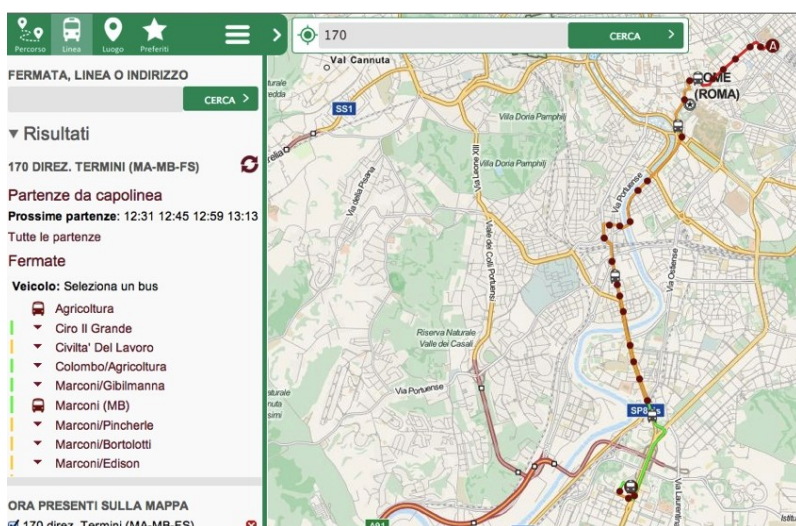 Percorso
Linea
Luogo
Preferiti
170
CERCA
FERMATA, LINEA O INDIRIZZO
CERCA
Risultati
170 DIREZ. TERMINI (MA-MB-FS)
Partenze da capolinea
Prossime partenze: 12:31 12:45 12:59 13:13
Tutte le partenze
Fermate
Veicolo: Seleziona un bus
Agricoltura
Ciro Il Grande
Civilta' Del Lavoro
Colombo/Agricoltura
Marconi/Gibilmanna
Marconi (MB)
Marconi/Pincherle
Marconi/Bortolotti
Marconi/Edison
ORA PRESENTI SULLA MAPPA
170 direz. Termini (MA-MB-FS)
Val Cannuta
SS1
Villa Doria Pamphilj
Villa Doria Pamphilj
Via Leone XIII
Via della Pisana
Viale dei Colli Portuensi
Via Portuense
Via Ostiense
(ROMA)
A
Riserva Naturale
Valle dei Casali
Via Portuense
Via Laurentina
A91